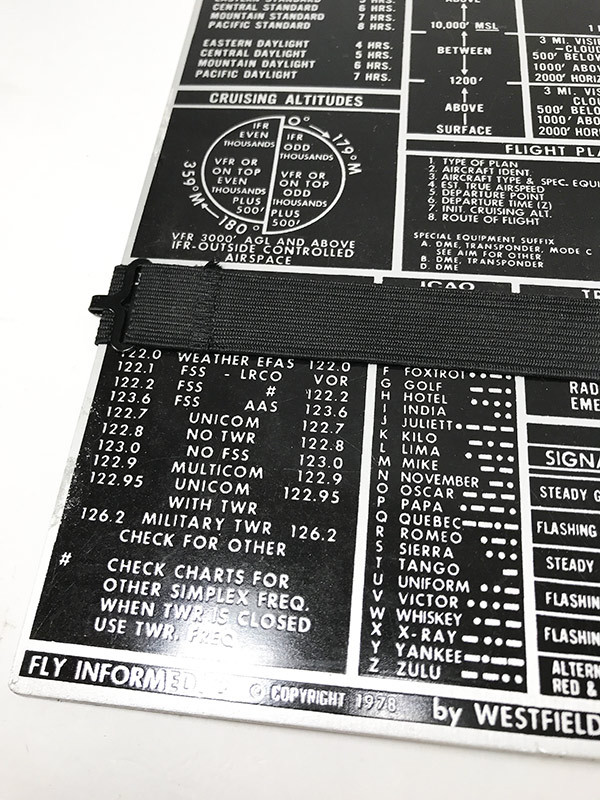 EASTERN STANDARD 5 HRS.
CENTRAL STANDARD 6 HRS.
MOUNTAIN STANDARD 7 HRS.
PACIFIC STANDARD 8 HRS.
EASTERN DAYLIGHT 4 HRS.
CENTRAL DAYLIGHT 5 HRS.
MOUNTAIN DAYLIGHT 6 HRS.
PACIFIC DAYLIGHT 7 HRS.
CRUISING ALTITUDES
IFR
EVEN
THOUSANDS
VFR OR
ON TOP
EVEN
THOUSANDS
PLUS
500'
IFR
ODD
THOUSANDS
VFR OR
ON TOP
ODD
THOUSANDS
PLUS
500'
0°
179°M
180°
359°M
VFR 3000' AGL AND ABOVE
IFR-OUTSIDE CONTROLLED
AIRSPACE
ABOVE
10,000' MSL
BETWEEN
1200'
ABOVE
SURFACE
3 MI. VIS
500' BELOW
1000' ABOV
2000' HORIZ
3 MI. VIS
500' BELO
1000' ABO
2000' HOR
FLIGHT PLA
1. TYPE OF PLAN
2. AIRCRAFT IDENT.
3. AIRCRAFT TYPE & SPEC. EQUI
4. EST TRUE AIRSPEED
5. DEPARTURE POINT
6. DEPARTURE TIME (Z)
7. INIT. CRUISING ALT.
8. ROUTE OF FLIGHT
SPECIAL EQUIPMENT SUFFIX
A. DME, TRANSPONDER, MODE C
SEE AIM FOR OTHER
B. DME, TRANSPONDER
D. DME
ICAO
122.0 WEATHER EFAS 122.0
122.1 FSS - LRCO VOR
122.2 FSS # 122.2
123.6 FSS AAS 123.6
122.7 UNICOM 122.7
122.8 NO TWR 122.8
123.0 NO FSS 123.0
122.9 MULTICOM 122.9
122.95 UNICOM 122.95
WITH TWR
126.2 MILITARY TWR 126.2
CHECK FOR OTHER
# CHECK CHARTS FOR
OTHER SIMPLEX FREQ.
WHEN TWR IS CLOSED
USE TWR. FREQ.
F FOXTROT ••—•
G GOLF ——•
H HOTEL ••••
I INDIA ••
J JULIETT •———
K KILO —•—
L LIMA •—••
M MIKE ——
N NOVEMBER —•
O OSCAR ———
P PAPA •——•
Q QUEBEC ——•—
R ROMEO •—•
S SIERRA •••
T TANGO —
U UNIFORM ••—
V VICTOR •••—
W WHISKEY •——
X X-RAY —••—
Y YANKEE —•——
Z ZULU ——••
RAD
EME
SIGNA
STEADY G
FLASHING
STEADY
FLASHIN
FLASHIN
ALTERN
RED &
FLY INFORMED
© COPYRIGHT 1978
by WESTFIELD